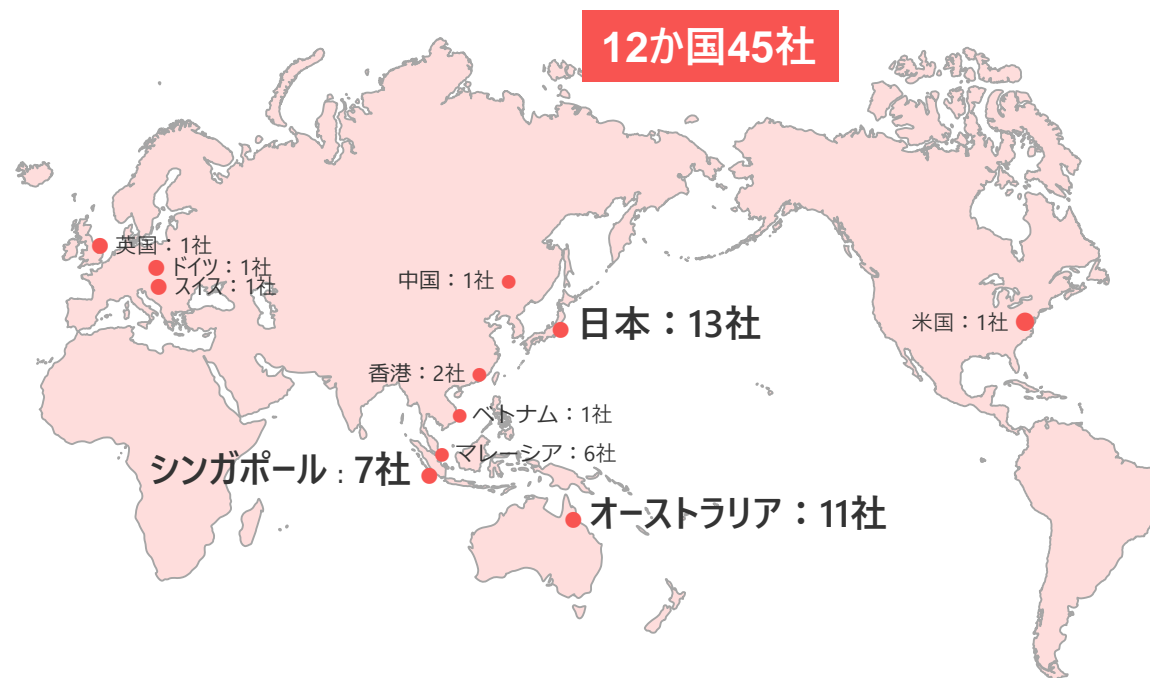 12か国45社
英国：1社
ドイツ：1社
スイス：1社
中国：1社
日本：13社
米国：1社
香港：2社
ベトナム：1社
マレーシア：6社
シンガポール：7社
オーストラリア：11社